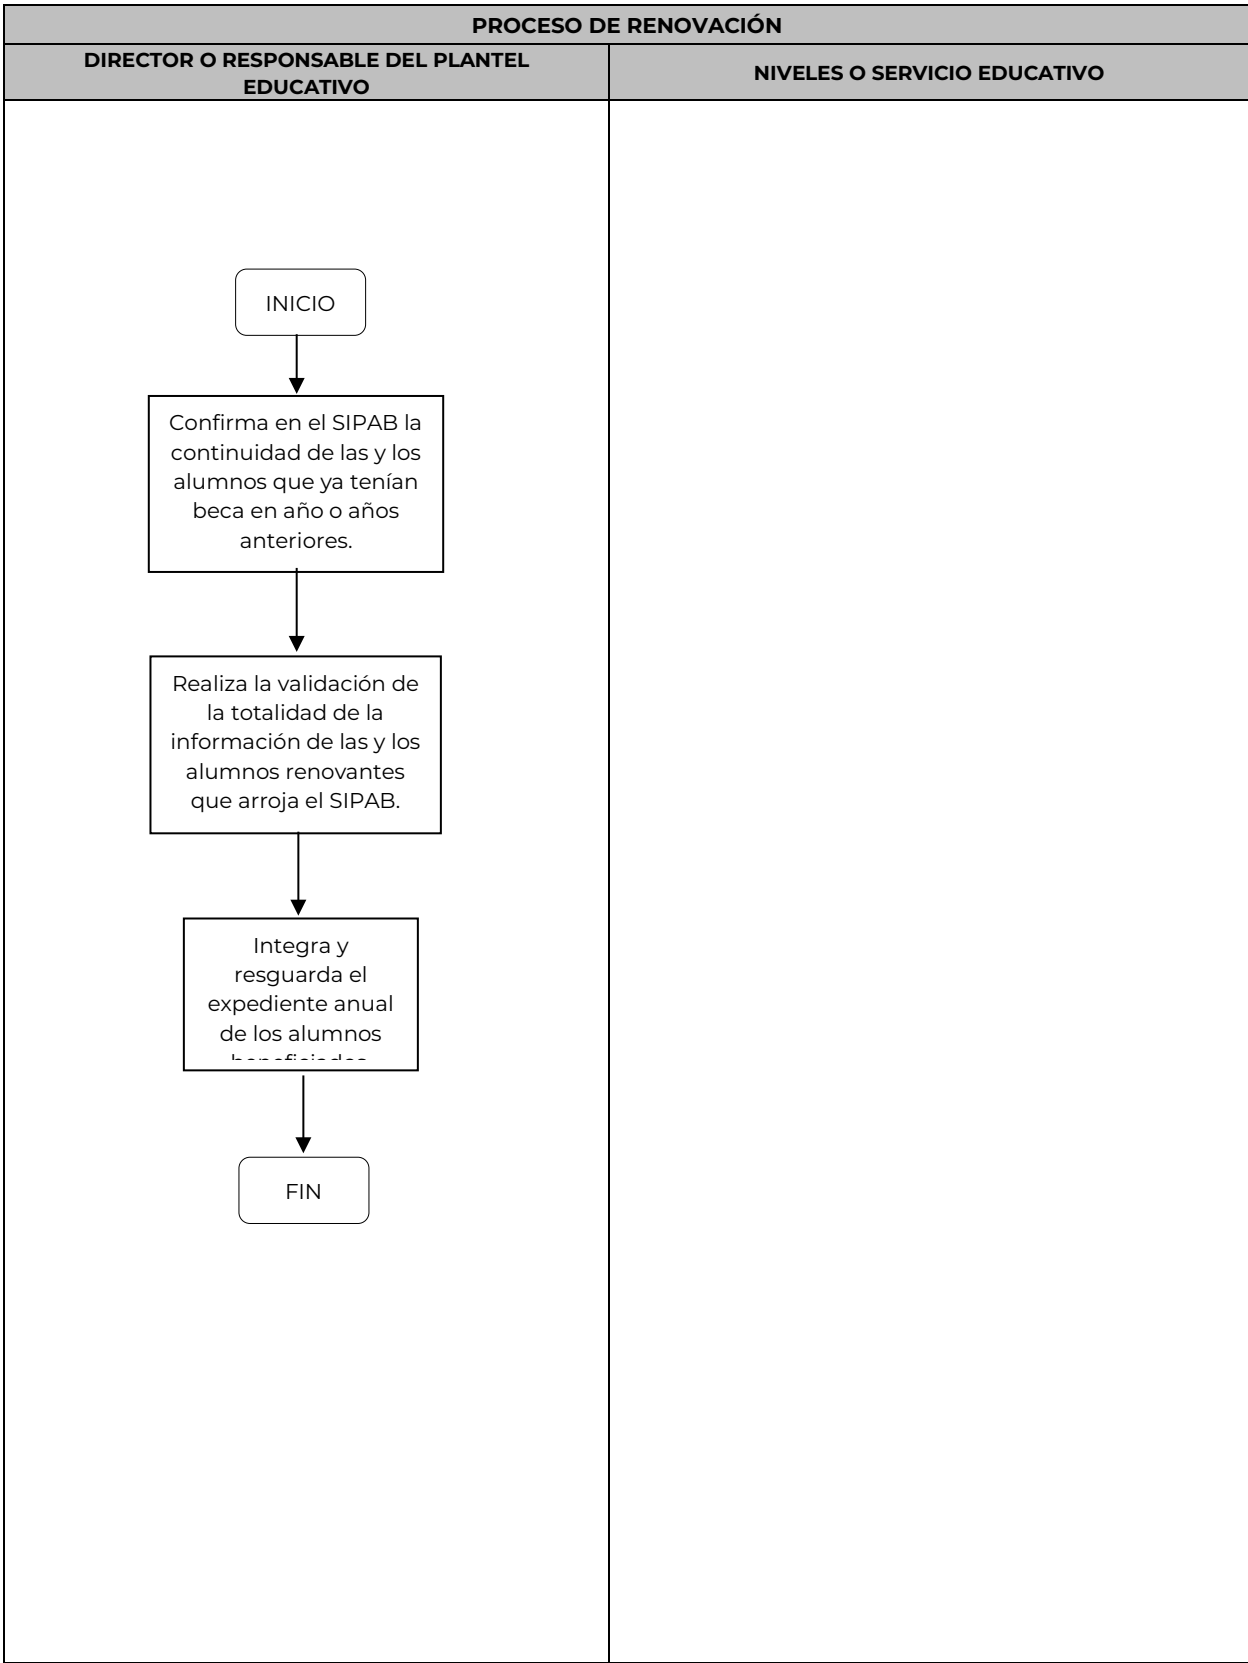 PROCESO DE RENOVACIÓN
DIRECTOR O RESPONSABLE DEL PLANTEL
EDUCATIVO
NIVELES O SERVICIO EDUCATIVO
INICIO
Confirma en el SIPAB la
continuidad de las y los
alumnos que ya tenían
beca en año o años
anteriores.
Realiza la validación de
la totalidad de la
información de las y los
alumnos renovantes
que arroja el SIPAB.
Integra y
resguarda el
expediente anual
de los alumnos
FIN